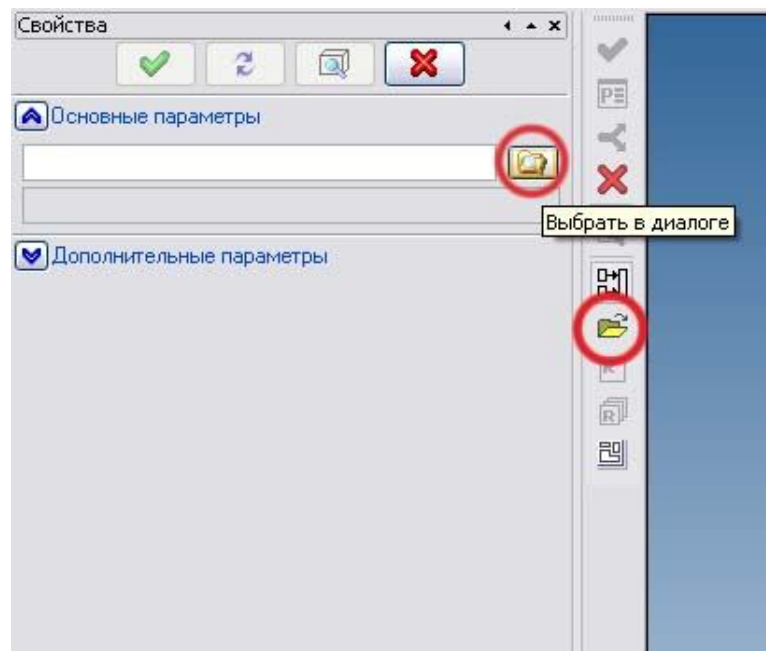 Свойства
Основные параметры
Выбрать в диалоге
Дополнительные параметры